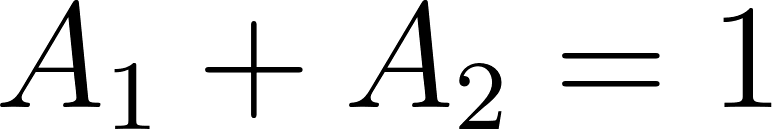 A₁ + A₂ = 1